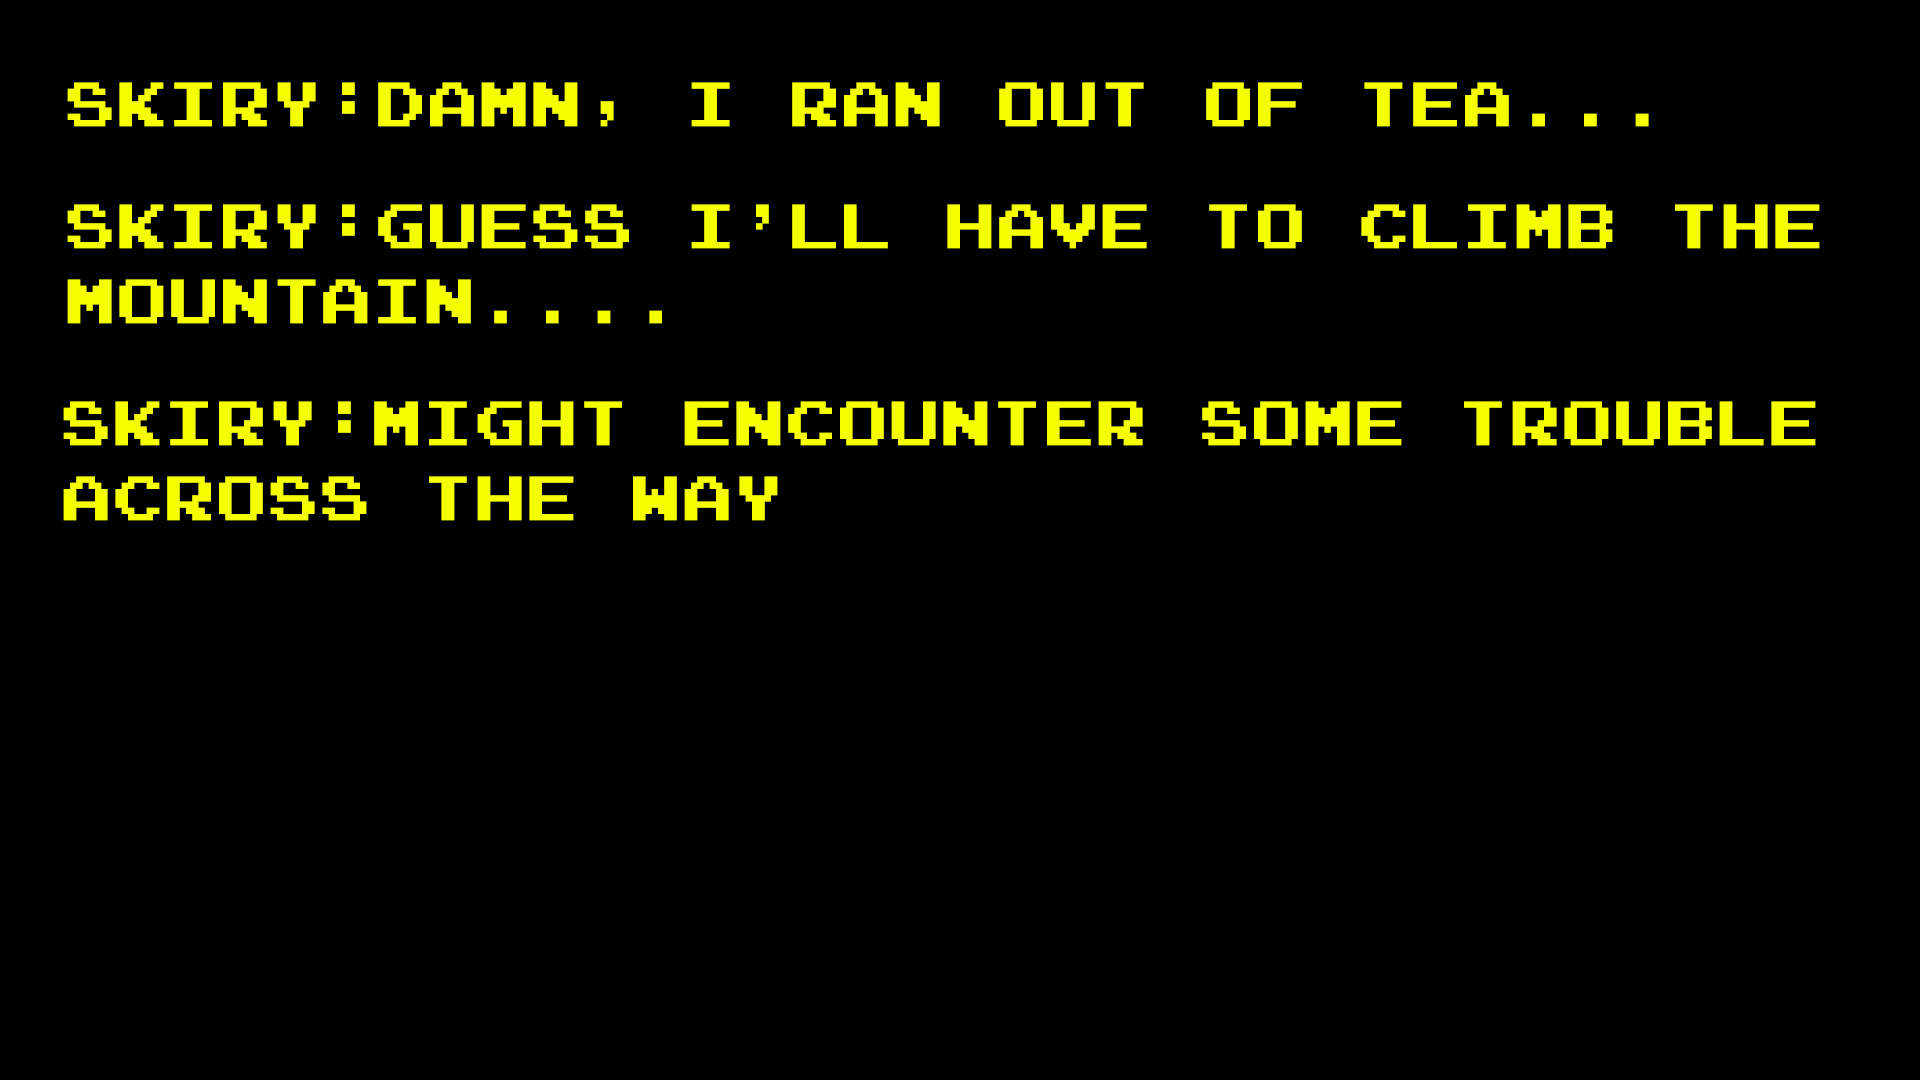 SKIRY:DAMN, I RAN OUT OF TEA...
SKIRY:GUESS I'LL HAVE TO CLIMB THE
MOUNTAIN....
SKIRY:MIGHT ENCOUNTER SOME TROUBLE
ACROSS THE WAY